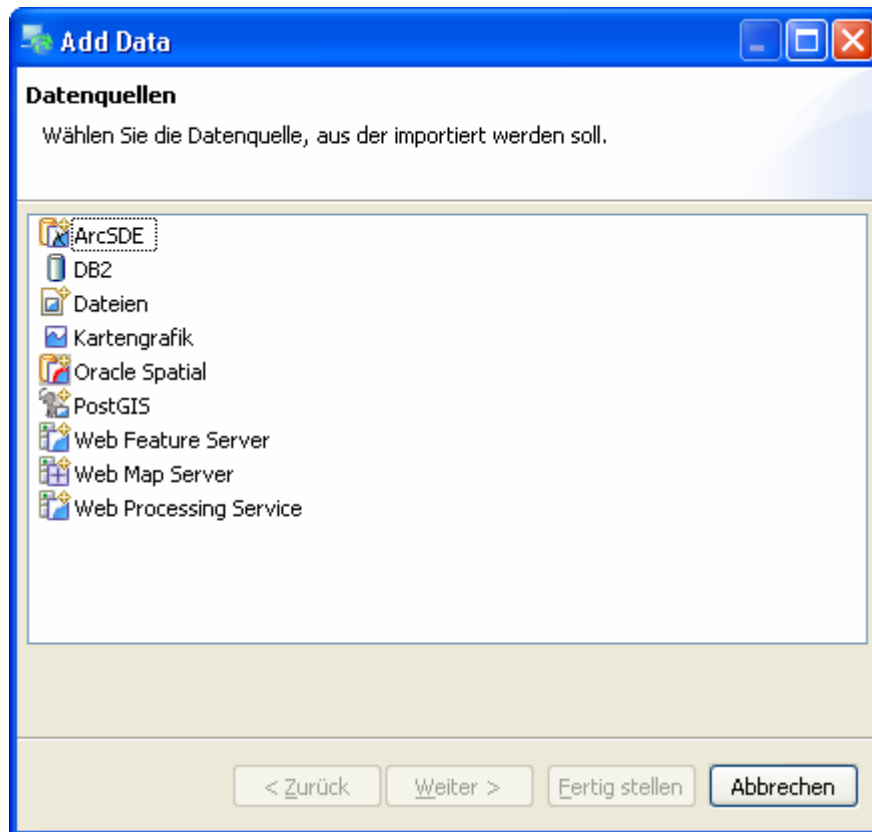 Add Data
Datenquellen
Wählen Sie die Datenquelle, aus der importiert werden soll.
ArcSDE
DB2
Dateien
Kartengrafik
Oracle Spatial
PostGIS
Web Feature Server
Web Map Server
Web Processing Service
< Zurück Weiter > Fertig stellen Abbrechen